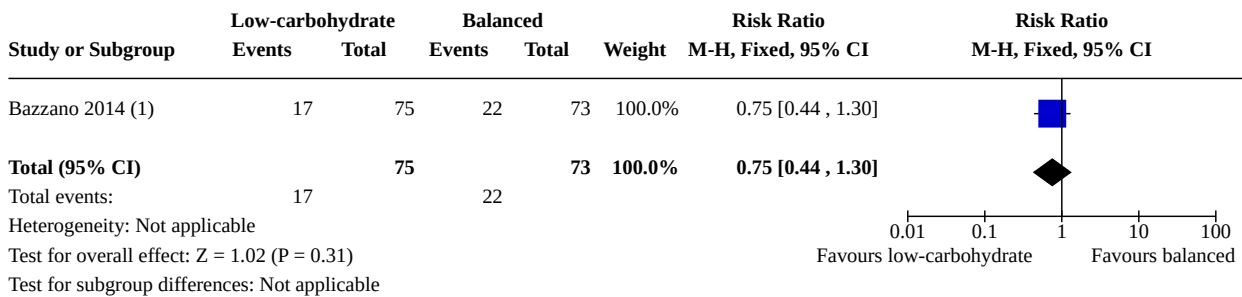 Low-carbohydrate Balanced Risk Ratio Risk Ratio
Study or Subgroup Events Total Events Total Weight M-H, Fixed, 95% CI M-H, Fixed, 95% CI
Bazzano 2014 (1) 17 75 22 73 100.0% 0.75 [0.44 , 1.30]
Total (95% CI) 75 73 100.0% 0.75 [0.44 , 1.30]
Total events: 17 22
Heterogeneity: Not applicable
0.01 0.1 1 10 100
Test for overall effect: Z = 1.02 (P = 0.31) Favours low-carbohydrate Favours balanced
Test for subgroup differences: Not applicable